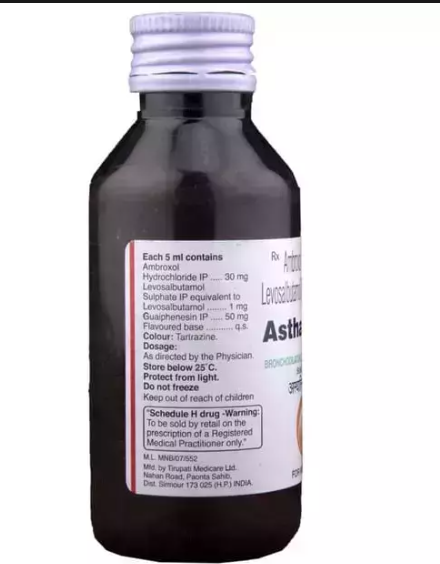 Each 5 ml contains
Ambroxol
Hydrochloride IP ..... 30 mg
Levosalbutamol
Sulphate IP equivalent to
Levosalbutamol ........ 1 mg
Guaiphenesin IP ..... 50 mg
Flavoured base .......... q.s.
Colour: Tartrazine.
Dosage:
As directed by the Physician.
Store below 25°C.
Protect from light.
Do not freeze
Keep out of reach of children
"Schedule H drug -Warning:
To be sold by retail on the
prescription of a Registered
Medical Practitioner only."
M.L. MNB/07/552
Mfd. by Tirupati Medicare Ltd.
Nahan Road, Paonta Sahib,
Dist. Sirmour 173 025 (H.P.) INDIA.
Rx
Astha